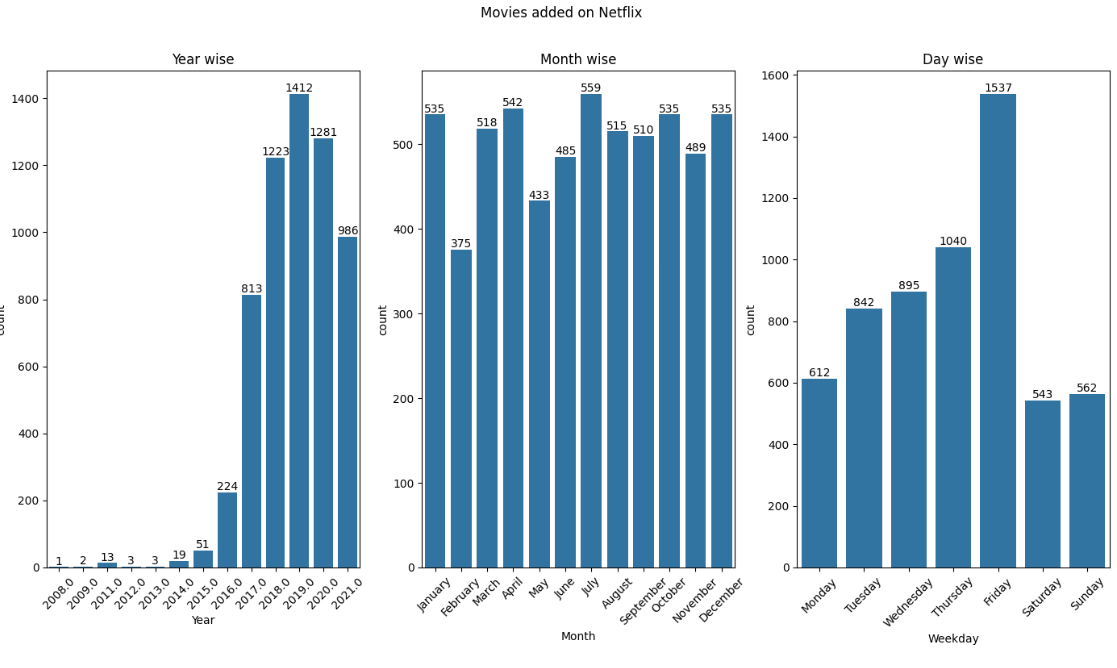 Movies added on Netflix
Year wise
count
1400
1200
1000
800
600
400
200
0
1
2
13
3
3
19
51
224
813
1223
1412
1281
986
2008.0
2009.0
2011.0
2012.0
2013.0
2014.0
2015.0
2016.0
2017.0
2018.0
2019.0
2020.0
2021.0
Year
Month wise
count
500
400
300
200
100
0
535
375
518
542
433
485
559
515
510
535
489
535
January
February
March
April
May
June
July
August
September
October
November
December
Month
Day wise
count
1600
1400
1200
1000
800
600
400
200
0
612
842
895
1040
1537
543
562
Monday
Tuesday
Wednesday
Thursday
Friday
Saturday
Sunday
Weekday